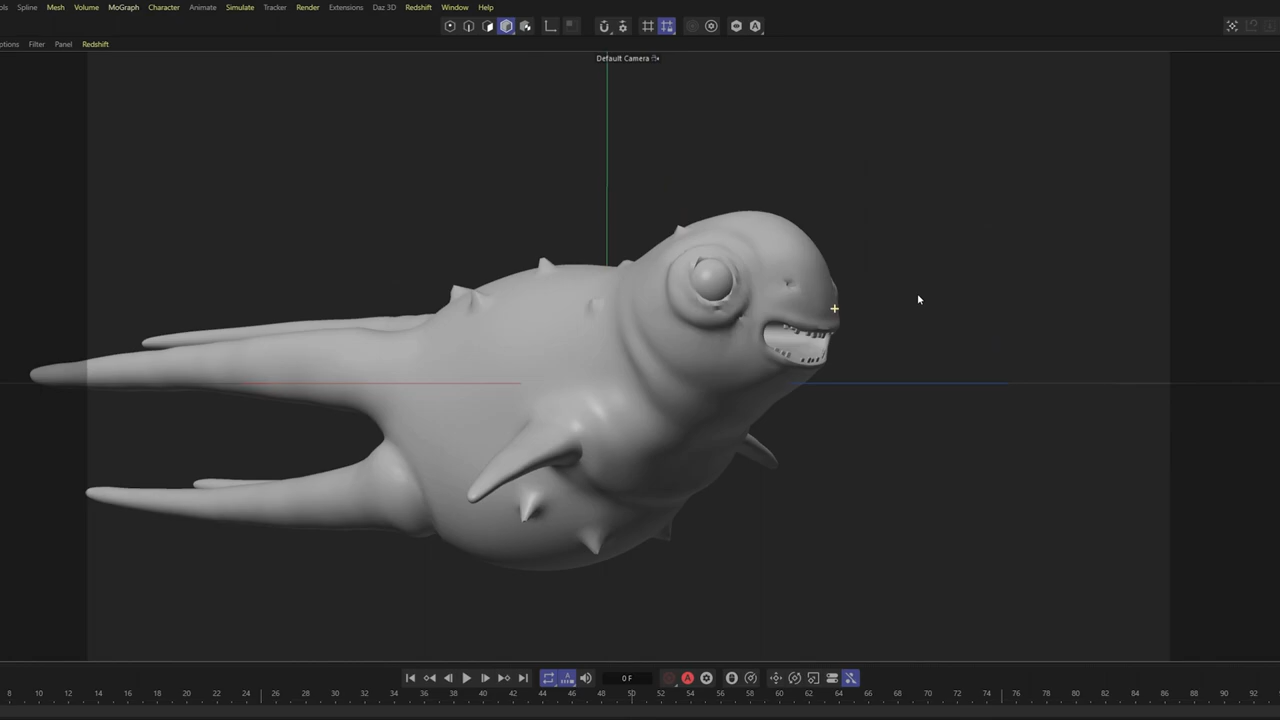 ols Spline Mesh Volume MoGraph Character Animate Simulate Tracker Render Extensions Daz 3D Redshift Window Help
ptions Filter Panel Redshift
Default Camera
0 F
8 10 12 14 16 18 20 22 24 26 28 30 32 34 36 38 40 42 44 46 48 50 52 54 56 58 60 62 64 66 68 70 72 74 76 78 80 82 84 86 88 90 92